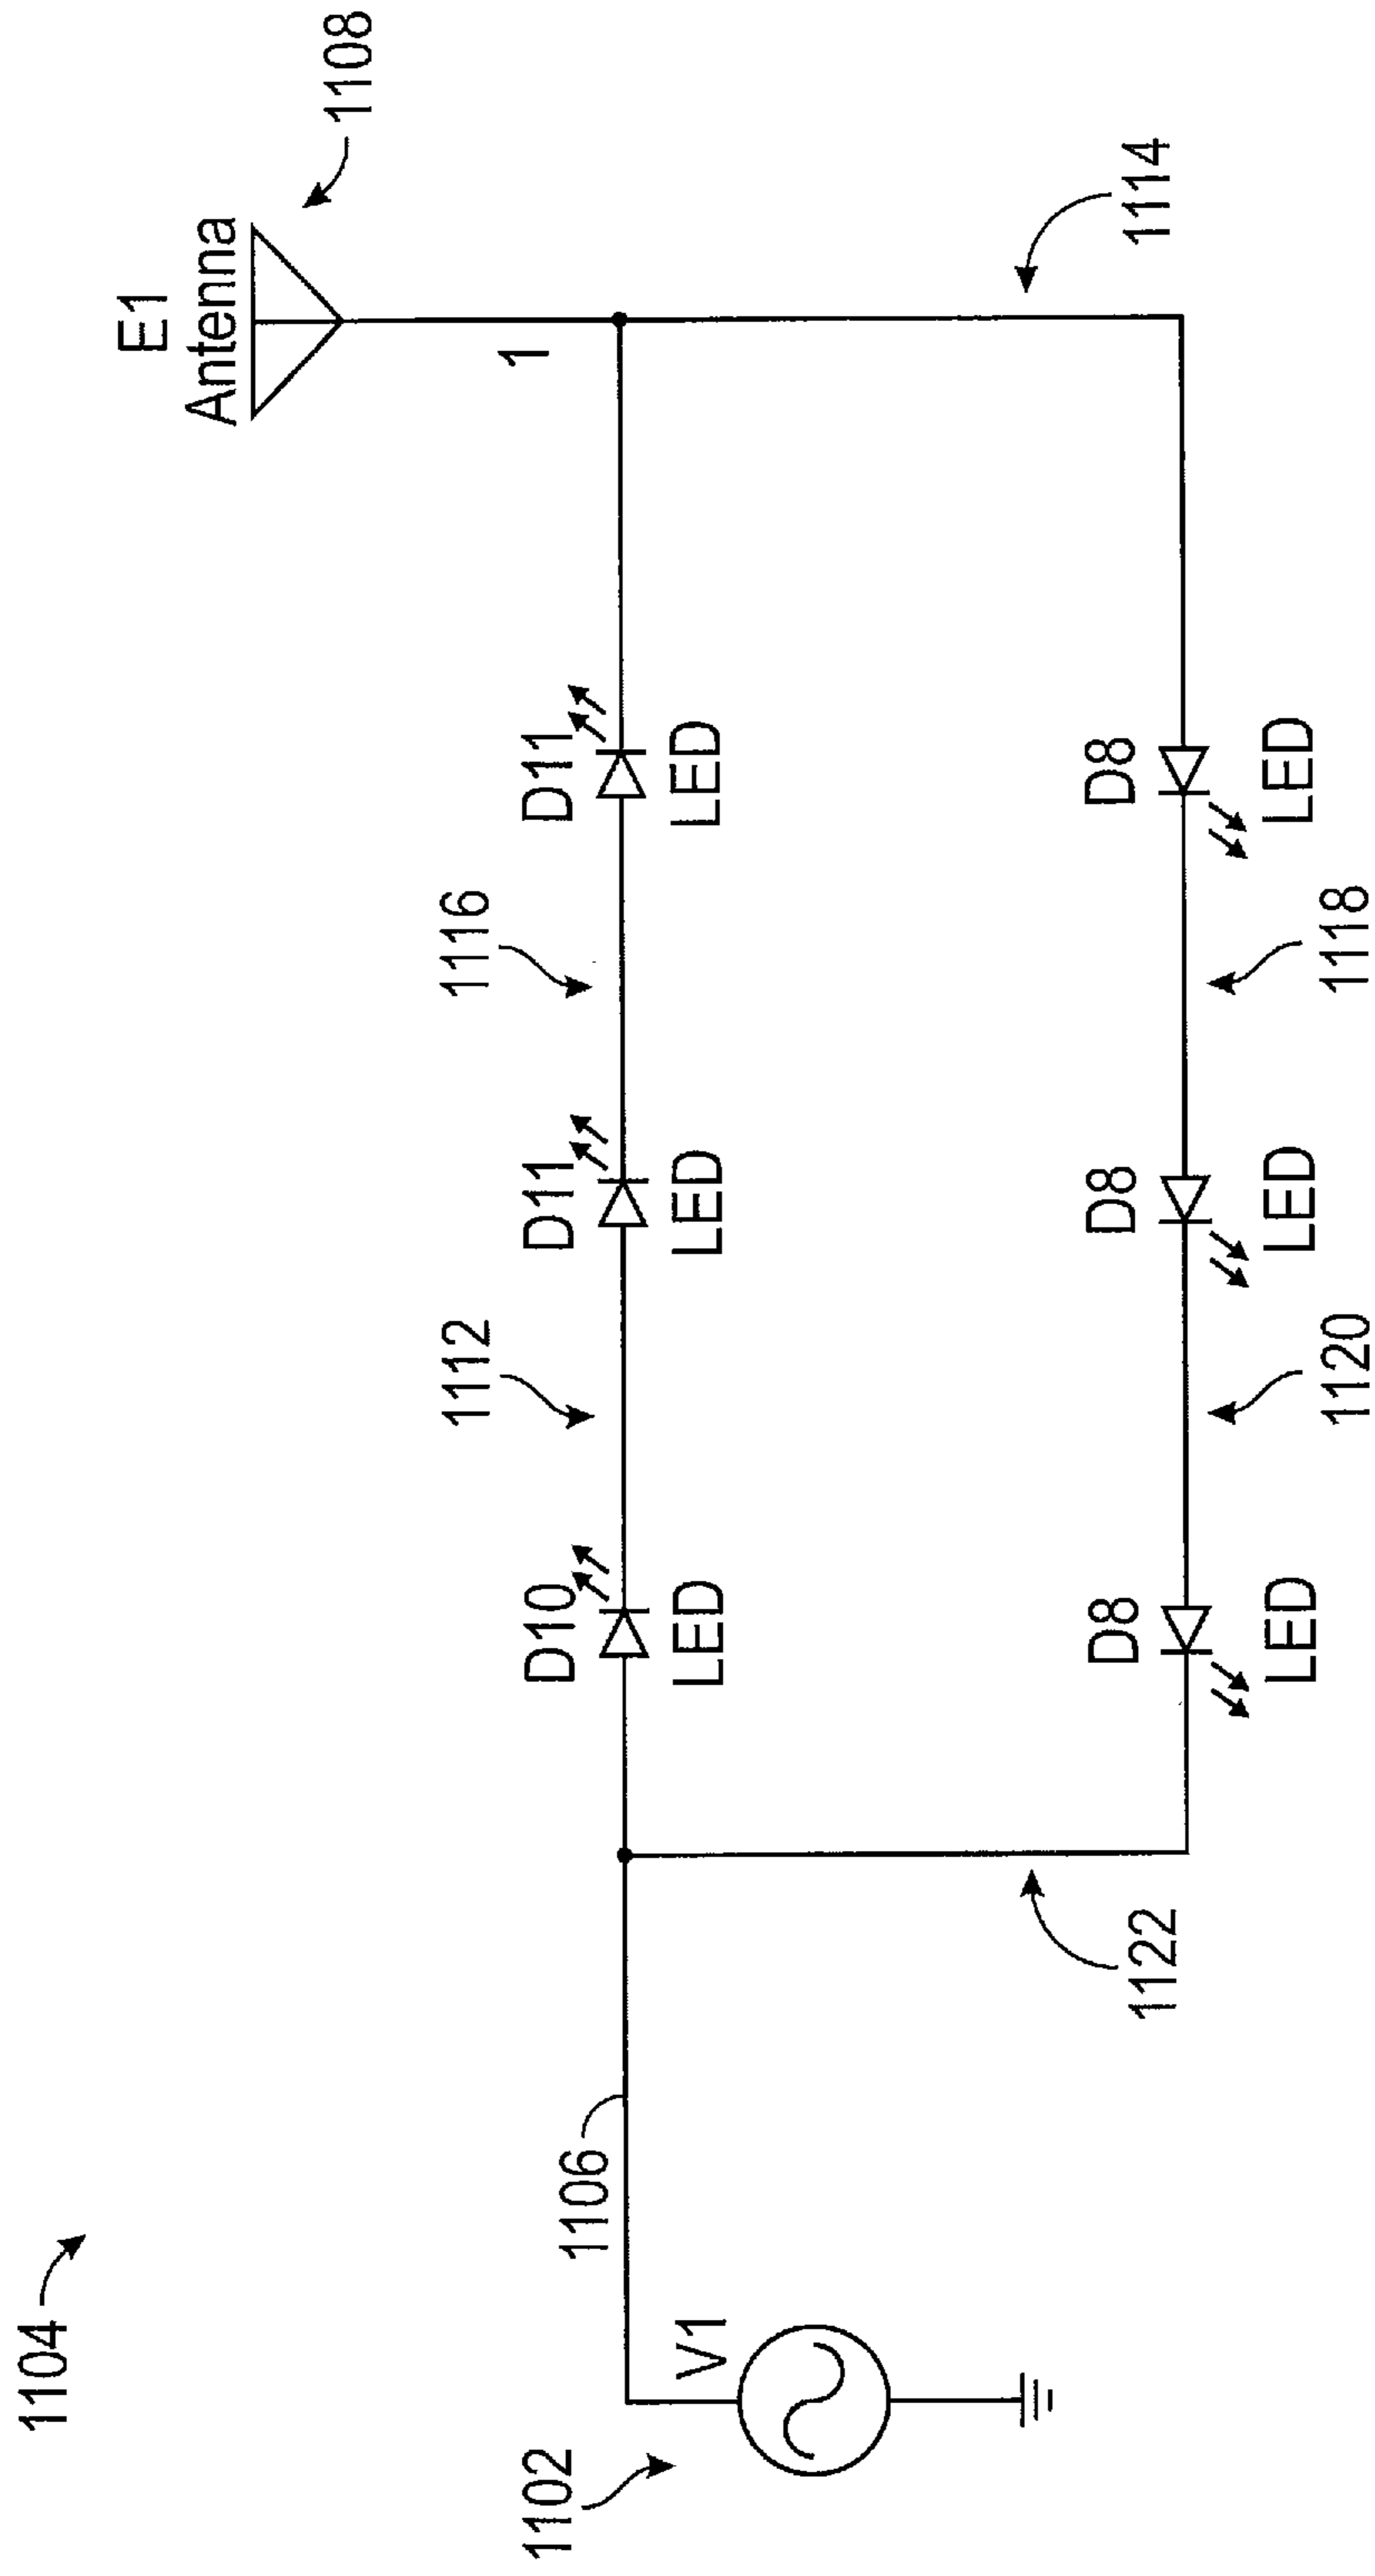 1104
1108
E1
Antenna
1
1116
1112
D10
D11
D11
LED
LED
LED
1106
1114
V1
1102
1122
D8
D8
D8
LED
LED
LED
1120
1118